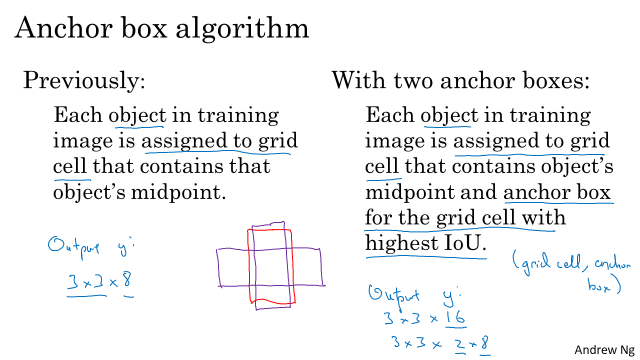 Anchor box algorithm
Previously:
Each object in training
image is assigned to grid
cell that contains that
object's midpoint.
Output y:
3×3×8
With two anchor boxes:
Each object in training
image is assigned to grid
cell that contains object's
midpoint and anchor box
for the grid cell with
highest IoU.
(grid cell, anchor
box)
Output y:
3×3×16
3×3×2×8
Andrew Ng